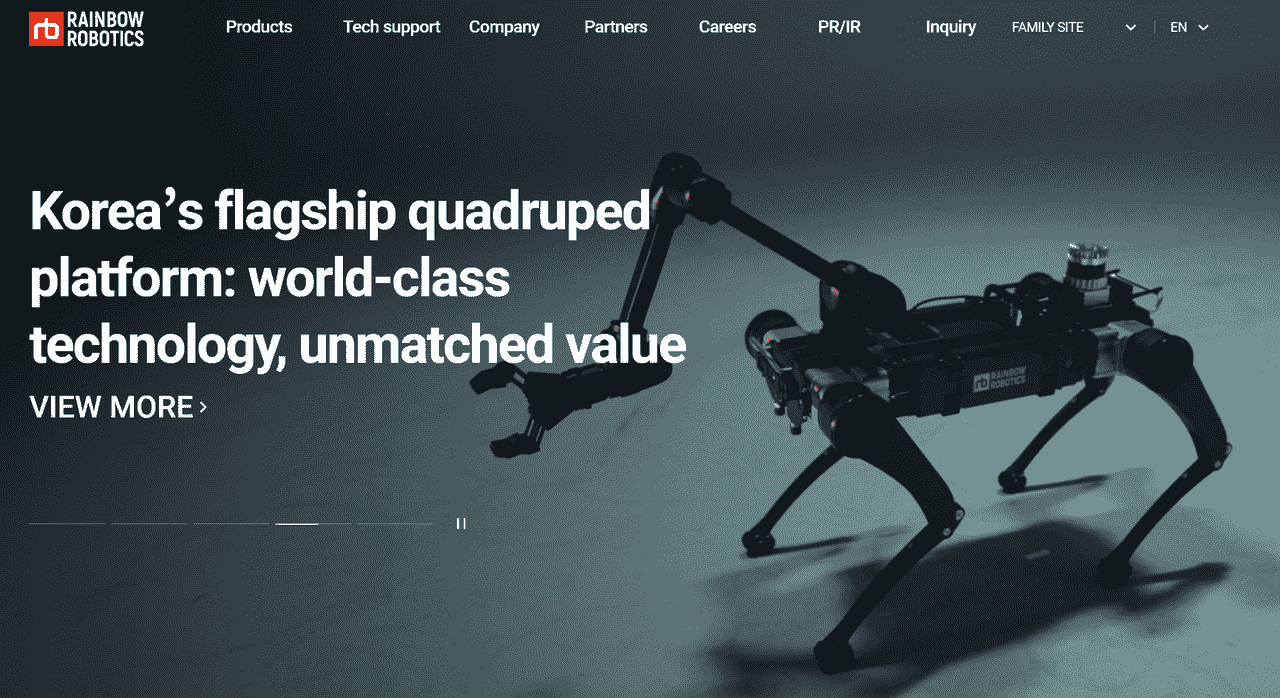 RAINBOW
ROBOTICS
Products
Tech support
Company
Partners
Careers
PR/IR
Inquiry
FAMILY SITE
EN
Korea’s flagship quadruped
platform: world-class
technology, unmatched value
VIEW MORE
rb RAINBOW
ROBOTICS